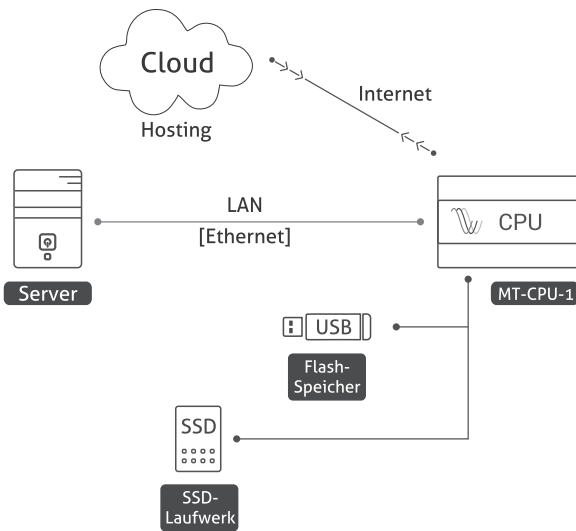 Cloud
Hosting
Internet
LAN
[Ethernet]
CPU
Server
MT-CPU-1
USB
Flash-
Speicher
SSD
SSD-
Laufwerk